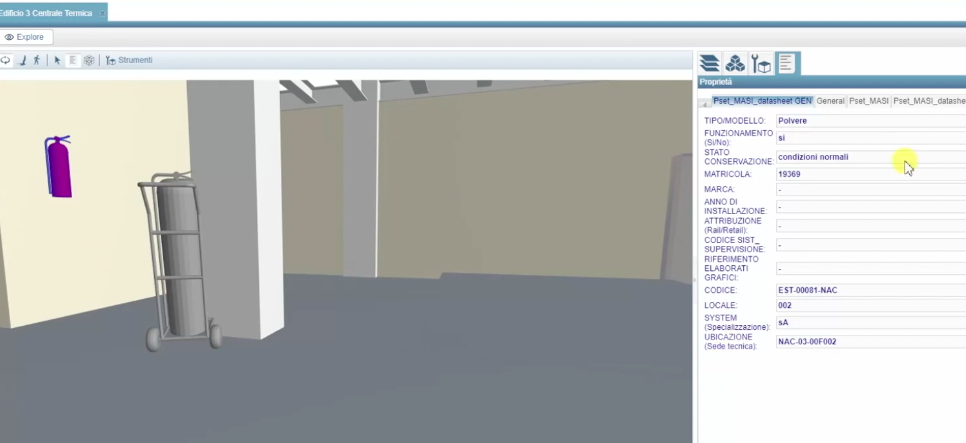 Edificio 3 Centrale Termica
Explore
Strumenti
Proprietà
Pset_MASI_datasheet GEN General Pset_MASI Pset_MASI_datashe
TIPO/MODELLO: Polvere
FUNZIONAMENTO (Si/No): si
STATO CONSERVAZIONE: condizioni normali
MATRICOLA: 19369
MARCA: -
ANNO DI INSTALLAZIONE: -
ATTRIBUZIONE (Rail/Retail): -
CODICE SIST_ SUPERVISIONE: -
RIFERIMENTO ELABORATI GRAFICI: -
CODICE: EST-00081-NAC
LOCALE: 002
SYSTEM (Specializzazione): sA
UBICAZIONE (Sede tecnica): NAC-03-00F002